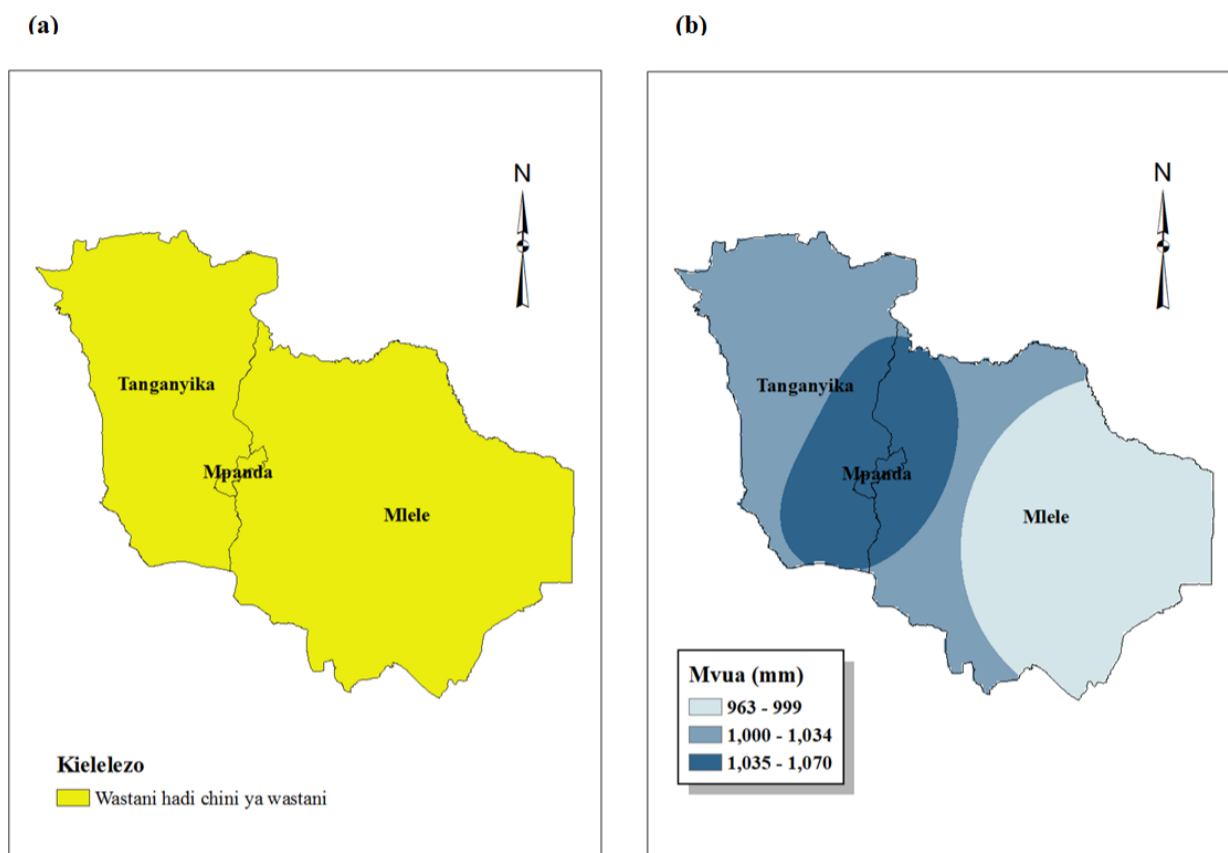 (a)
N
Tanganyika
Mpanda
Mlele
Kielelezo
Wastani hadi chini ya wastani
(b)
N
Tanganyika
Mpanda
Mlele
Mvua (mm)
963 - 999
1,000 - 1,034
1,035 - 1,070